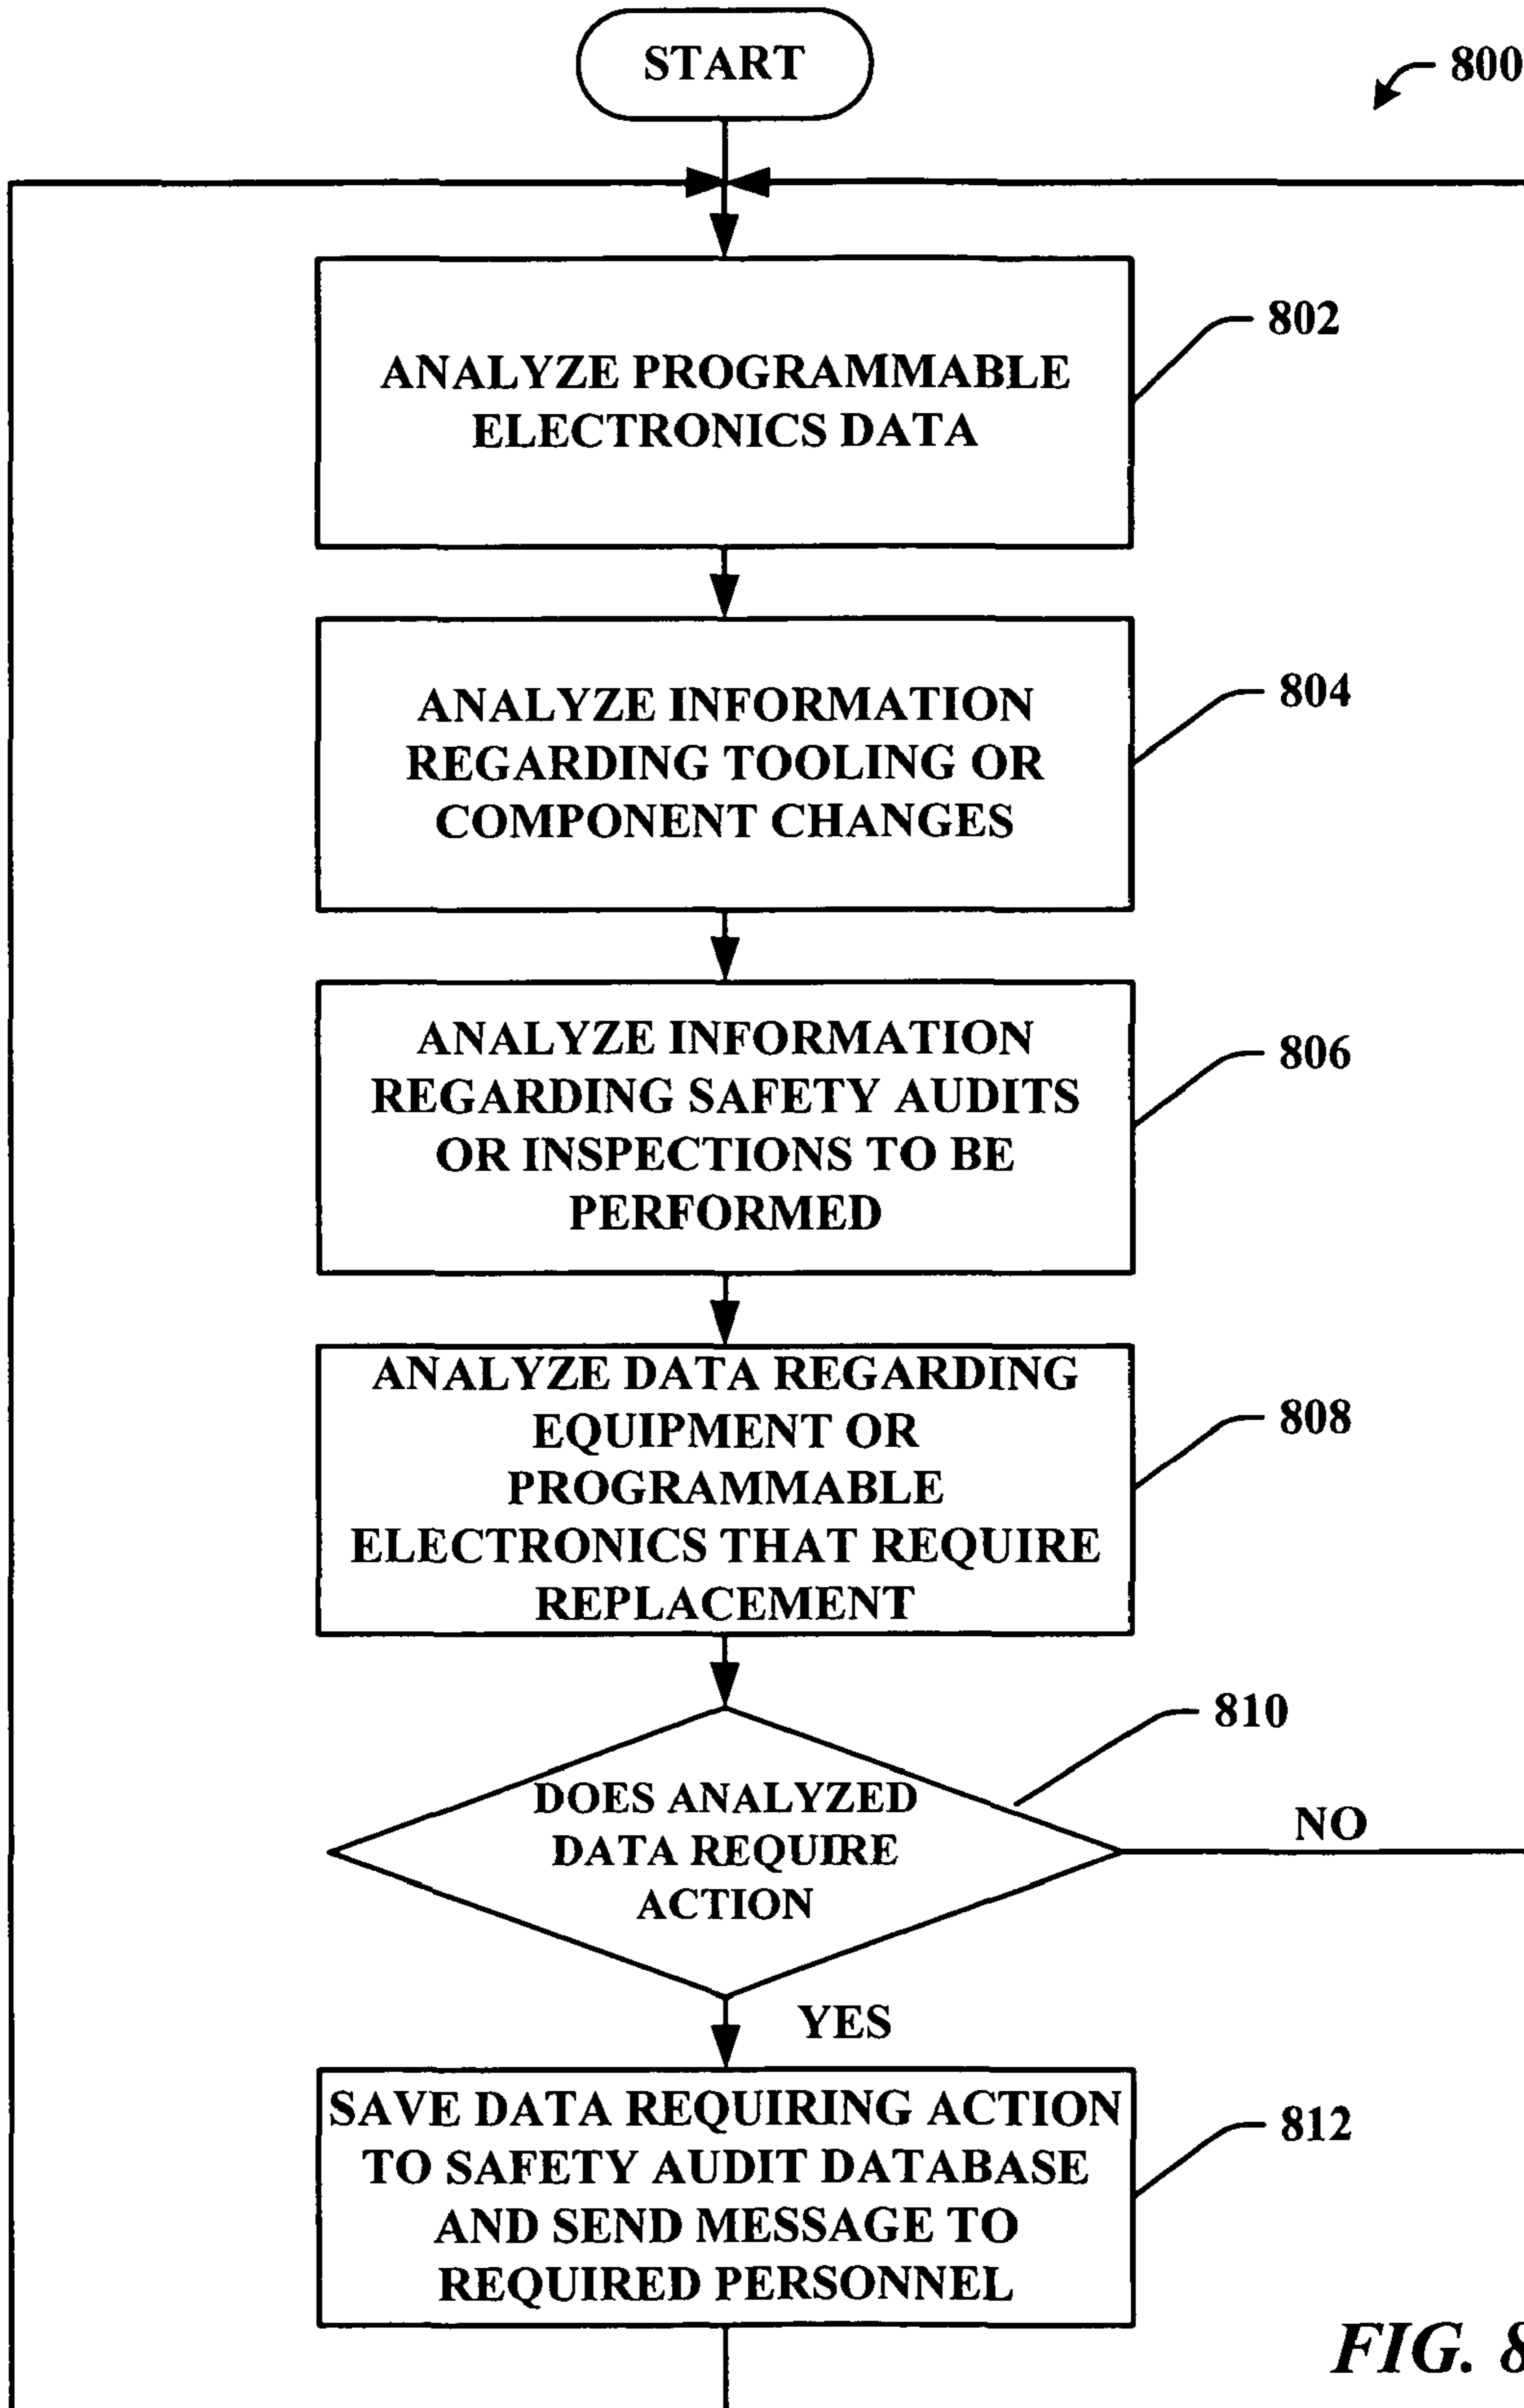 START
800
ANALYZE PROGRAMMABLE
ELECTRONICS DATA
802
ANALYZE INFORMATION
REGARDING TOOLING OR
COMPONENT CHANGES
804
ANALYZE INFORMATION
REGARDING SAFETY AUDITS
OR INSPECTIONS TO BE
PERFORMED
806
ANALYZE DATA REGARDING
EQUIPMENT OR
PROGRAMMABLE
ELECTRONICS THAT REQUIRE
REPLACEMENT
808
810
DOES ANALYZED
DATA REQUIRE
ACTION
NO
YES
SAVE DATA REQUIRING ACTION
TO SAFETY AUDIT DATABASE
AND SEND MESSAGE TO
REQUIRED PERSONNEL
812
FIG. 8